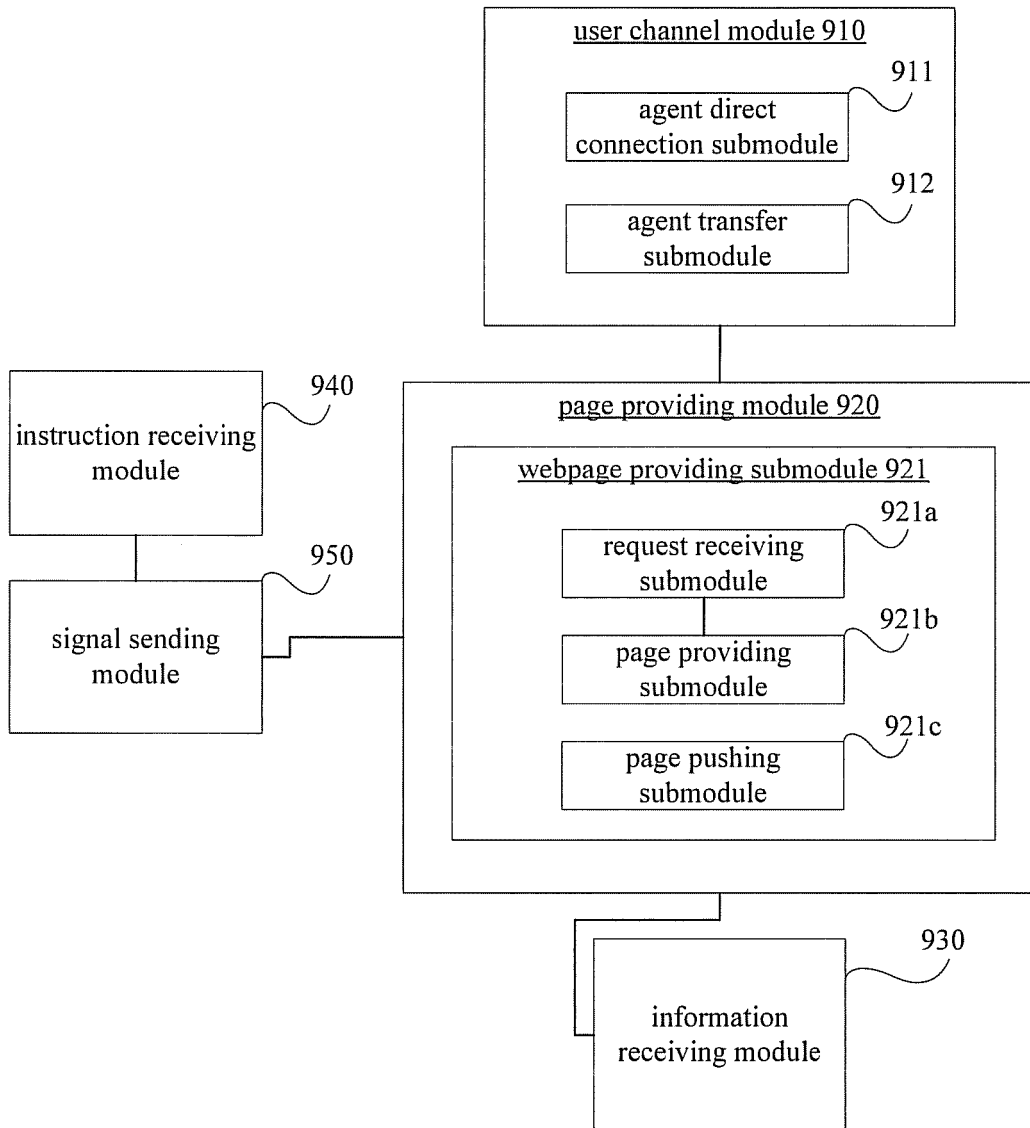 user channel module 910
911
agent direct
connection submodule
912
agent transfer
submodule
940
instruction receiving
module
page providing module 920
webpage providing submodule 921
921a
request receiving
submodule
950
signal sending
module
921b
page providing
submodule
921c
page pushing
submodule
930
information
receiving module